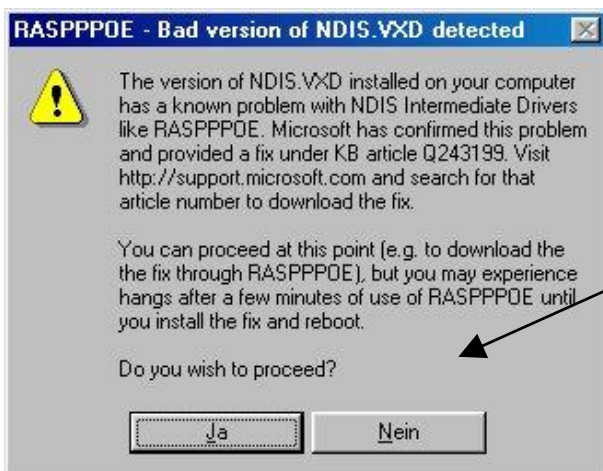 RASPPPOE - Bad version of NDIS.VXD detected
The version of NDIS.VXD installed on your computer
has a known problem with NDIS Intermediate Drivers
like RASPPPOE. Microsoft has confirmed this problem
and provided a fix under KB article Q243199. Visit
http://support.microsoft.com and search for that
article number to download the fix.
You can proceed at this point (e.g. to download the
the fix through RASPPPOE), but you may experience
hangs after a few minutes of use of RASPPPOE until
you install the fix and reboot.
Do you wish to proceed?
Ja
Nein